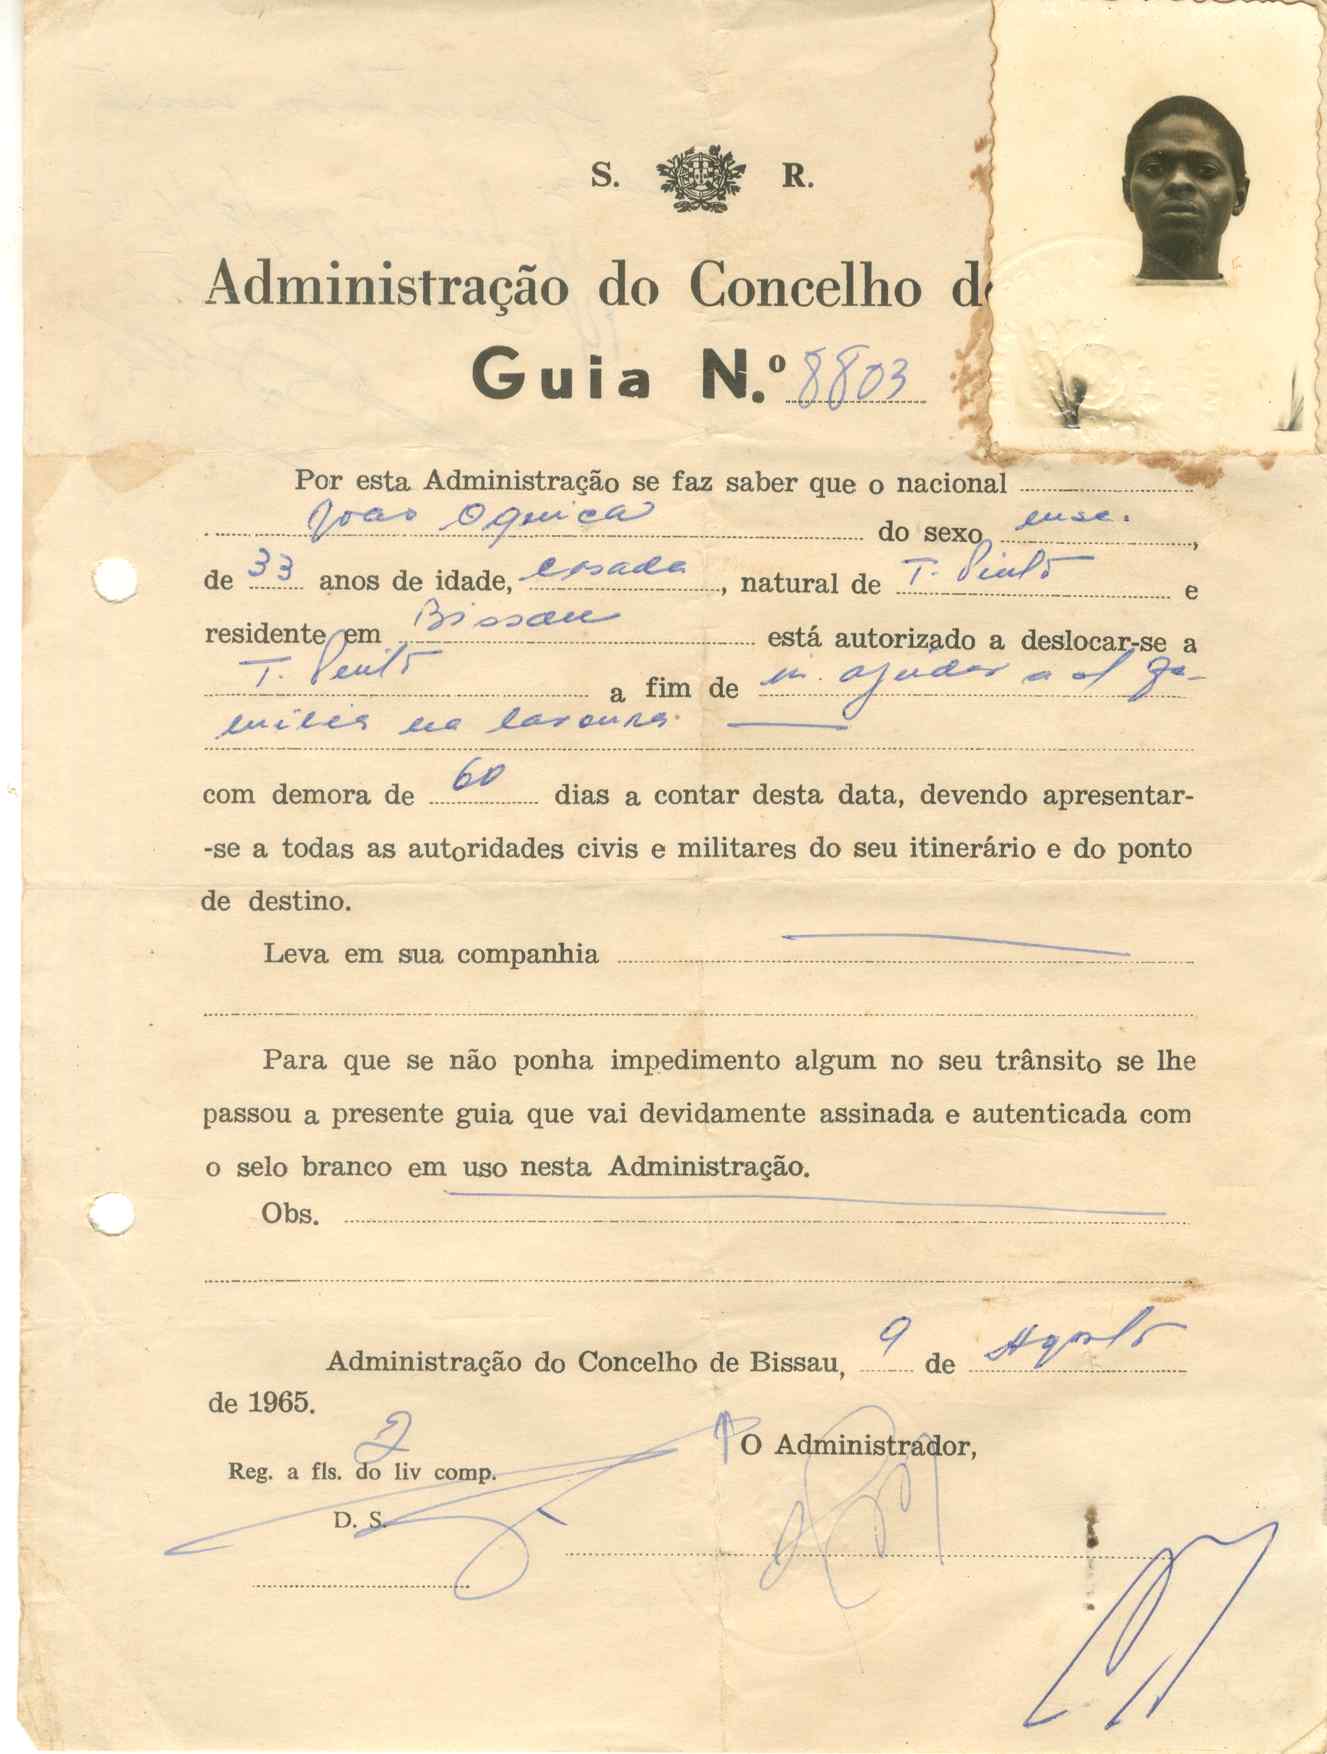 S. R.
Administração do Concelho d
Guia N.º 8803
Por esta Administração se faz saber que o nacional
Joao Oquica do sexo masc.,
de 33 anos de idade, casado, natural de T. Pinto e
residente em Bissau está autorizado a deslocar-se a
T. Pinto a fim de ajudar a fa-
milia na lavoura.
com demora de 60 dias a contar desta data, devendo apresentar-
-se a todas as autoridades civis e militares do seu itinerário e do ponto
de destino.
Leva em sua companhia
Para que se não ponha impedimento algum no seu trânsito se lhe
passou a presente guia que vai devidamente assinada e autenticada com
o selo branco em uso nesta Administração.
Obs.
Administração do Concelho de Bissau, 9 de Agosto
de 1965.
O Administrador,
2
Reg. a fls. do liv comp.
D. S.